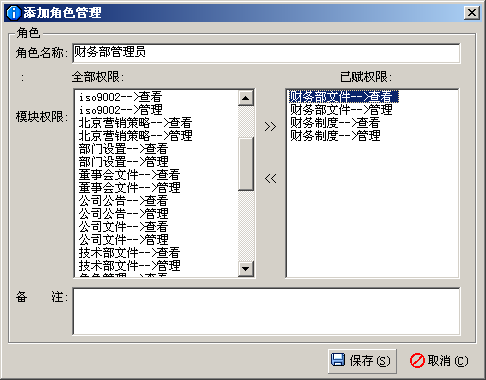 添加角色管理
角色
角色名称:
财务部管理员
:
全部权限:
已赋权限:
模块权限:
iso9002-->查看
iso9002-->管理
北京营销策略-->查看
北京营销策略-->管理
部门设置-->查看
部门设置-->管理
董事会文件-->查看
董事会文件-->管理
公司公告-->查看
公司公告-->管理
公司文件-->查看
公司文件-->管理
技术部文件-->查看
技术部文件-->管理
>>
<<
财务部文件-->查看
财务部文件-->管理
财务制度-->查看
财务制度-->管理
备 注:
保存(S)
取消(C)